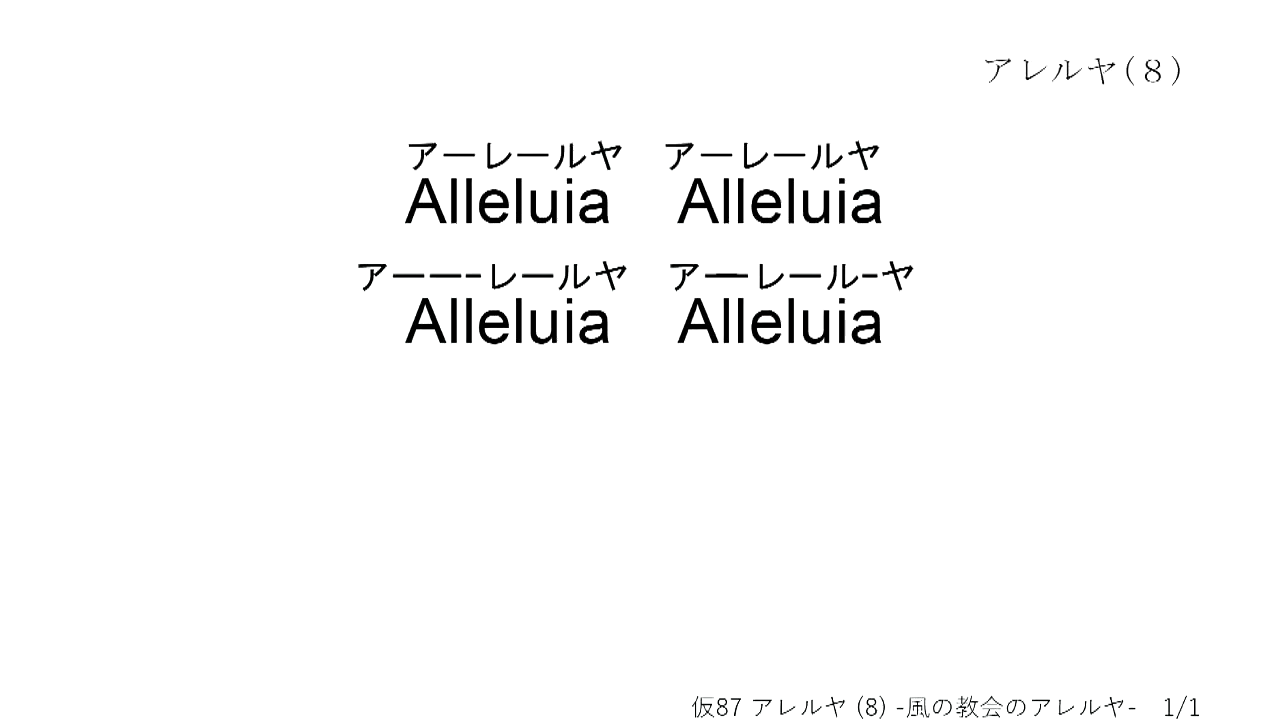 アレルヤ(８)
アーレールヤ　アーレールヤ
Alleluia　Alleluia
アーー-レールヤ　アーレール-ヤ
Alleluia　Alleluia
仮87 アレルヤ (8) -風の教会のアレルヤ-　1/1